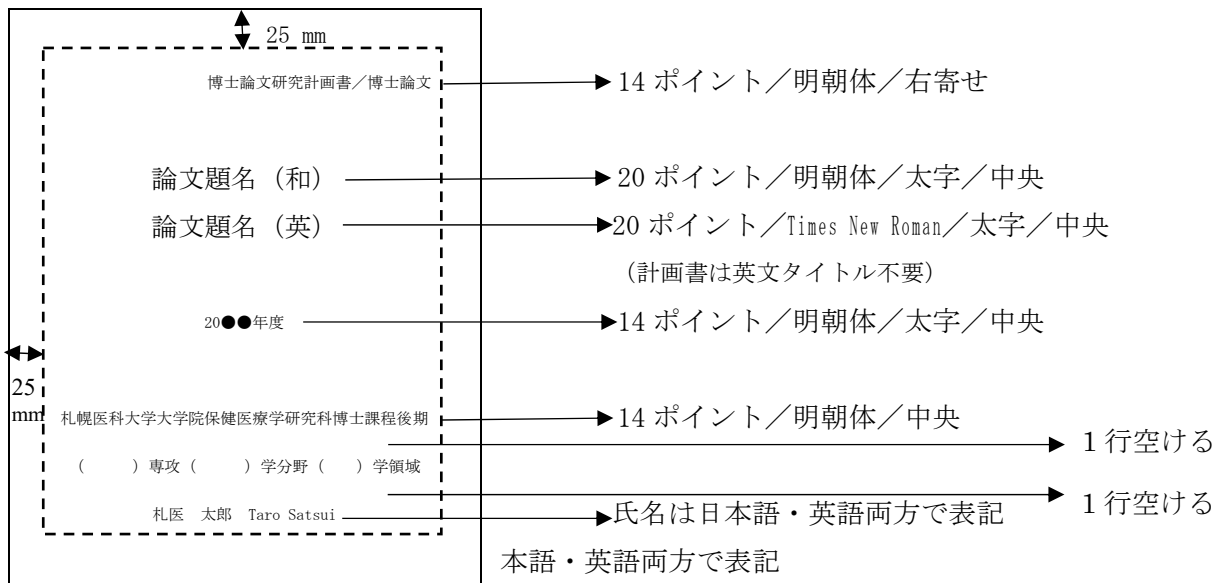 25 mm
博士論文研究計画書／博士論文
14 ポイント／明朝体／右寄せ
論文題名（和）
20 ポイント／明朝体／太字／中央
論文題名（英）
20 ポイント／Times New Roman／太字／中央
（計画書は英文タイトル不要）
20●●年度
14 ポイント／明朝体／太字／中央
25
mm
札幌医科大学大学院保健医療学研究科博士課程後期
14 ポイント／明朝体／中央
１行空ける
（　　　）専攻（　　　）学分野（　　）学領域
１行空ける
札医　太郎　Taro Satsui
氏名は日本語・英語両方で表記
本語・英語両方で表記